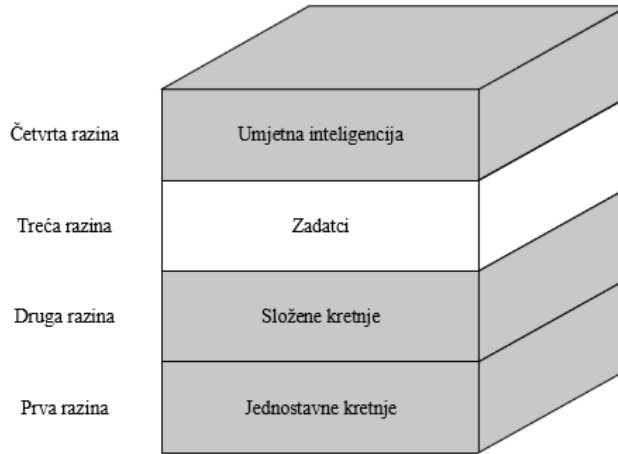 Četvrta razina
Umjetna inteligencija
Treća razina
Zadatci
Druga razina
Složene kretnje
Prva razina
Jednostavne kretnje